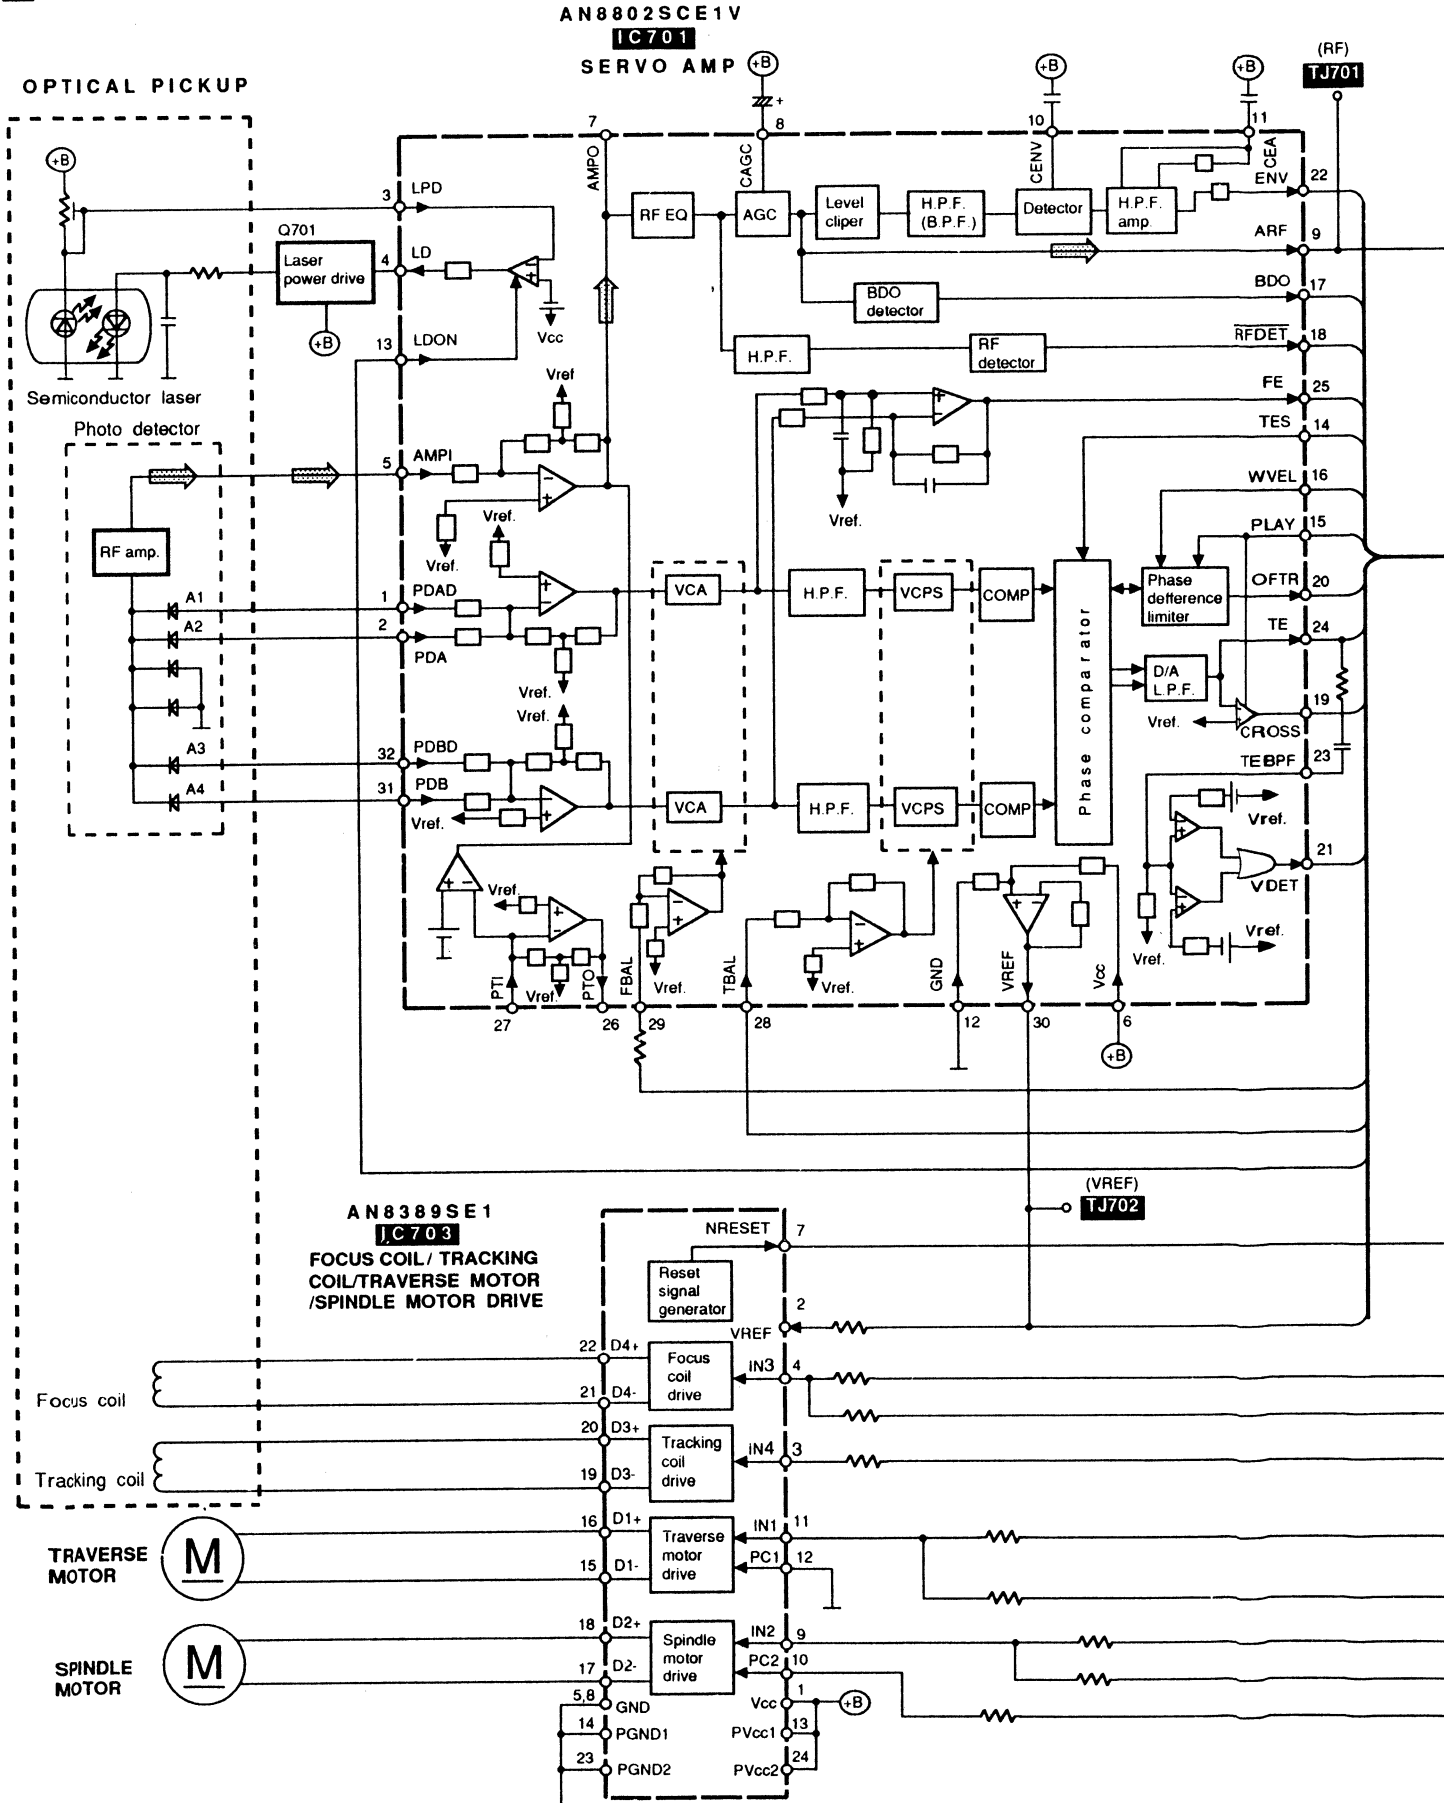 AN8802SCE1V
IC701
SERVO AMP
+B
+B
+B
(RF)
TJ701
OPTICAL PICKUP
+B
7
8
10
11
AMPO
CAGC
CENV
CEA
3
LPD
RF EQ
AGC
Level
cliper
H.P.F.
(B.P.F.)
Detector
H.P.F.
amp.
ENV
22
+
Q701
Laser
power drive
4
LD
ARF
9
+B
Vcc
BDO
detector
BDO
17
13
LDON
H.P.F.
RF
detector
RFDET
18
Semiconductor laser
Vref
FE
25
Photo detector
TES
14
5
AMPI
WVEL
16
Vref.
Vref.
Vref.
PLAY
15
RF amp.
A1
1
PDAD
VCA
H.P.F.
VCPS
COMP
Phase
defference
limiter
OFTR
20
A2
2
PDA
TE
24
Phase comparator
D/A
L.P.F.
Vref.
Vref.
Vref.
19
CROSS
A3
32
PDBD
TEBPF
23
A4
31
PDB
VCA
H.P.F.
VCPS
COMP
Vref.
Vref.
21
VDET
Vref.
Vref.
Vref.
Vref.
Vref.
Vref.
PTI
PTO
FBAL
TBAL
GND
VREF
Vcc
27
26
29
28
12
30
6
+B
(VREF)
TJ702
AN8389SE1
IC703
FOCUS COIL/ TRACKING
COIL/TRAVERSE MOTOR
/SPINDLE MOTOR DRIVE
NRESET
7
Reset
signal
generator
2
VREF
22
D4+
Focus
coil
drive
IN3
4
Focus coil
21
D4-
20
D3+
Tracking
coil
drive
IN4
3
Tracking coil
19
D3-
TRAVERSE
MOTOR
M
16
D1+
Traverse
motor
drive
IN1
11
15
D1-
PC1
12
SPINDLE
MOTOR
M
18
D2+
Spindle
motor
drive
IN2
9
17
D2-
PC2
10
5,8
GND
Vcc
1
+B
14
PGND1
PVcc1
13
23
PGND2
PVcc2
24